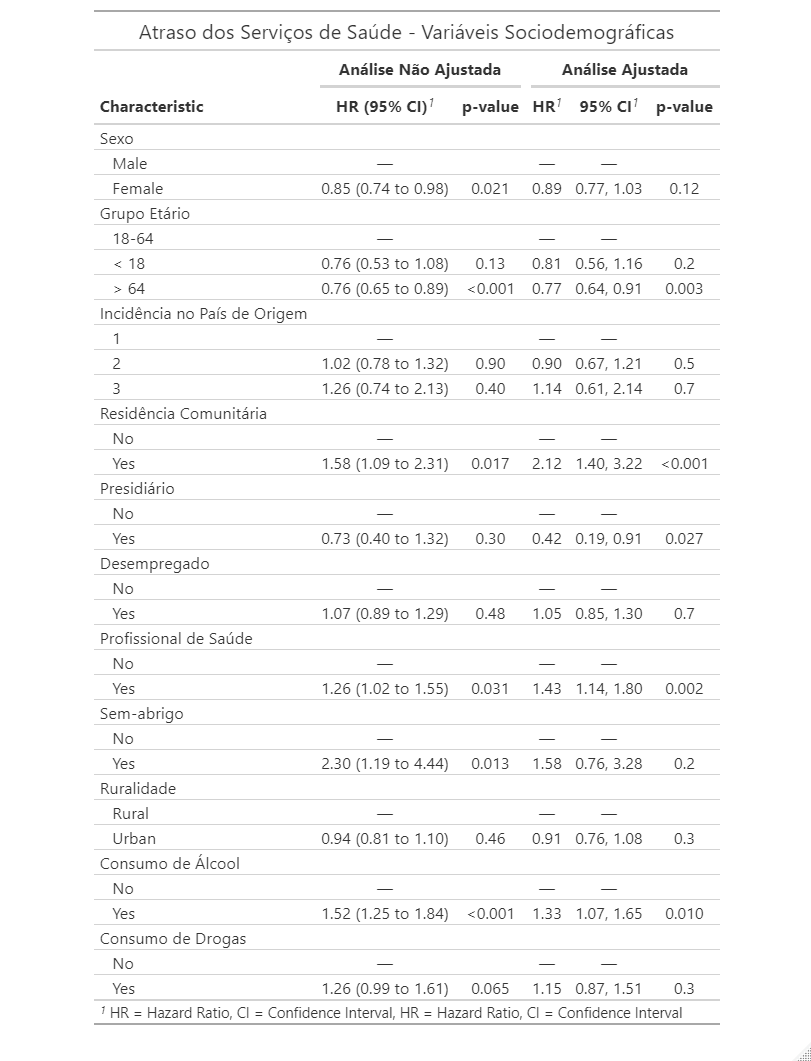 Atraso dos Serviços de Saúde - Variáveis Sociodemográficas
Análise Não Ajustada Análise Ajustada
Characteristic HR (95% CI)1 p-value HR1 95% CI1 p-value
Sexo
Male — — —
Female 0.85 (0.74 to 0.98) 0.021 0.89 0.77, 1.03 0.12
Grupo Etário
18-64 — — —
< 18 0.76 (0.53 to 1.08) 0.13 0.81 0.56, 1.16 0.2
> 64 0.76 (0.65 to 0.89) <0.001 0.77 0.64, 0.91 0.003
Incidência no País de Origem
1 — — —
2 1.02 (0.78 to 1.32) 0.90 0.90 0.67, 1.21 0.5
3 1.26 (0.74 to 2.13) 0.40 1.14 0.61, 2.14 0.7
Residência Comunitária
No — — —
Yes 1.58 (1.09 to 2.31) 0.017 2.12 1.40, 3.22 <0.001
Presidiário
No — — —
Yes 0.73 (0.40 to 1.32) 0.30 0.42 0.19, 0.91 0.027
Desempregado
No — — —
Yes 1.07 (0.89 to 1.29) 0.48 1.05 0.85, 1.30 0.7
Profissional de Saúde
No — — —
Yes 1.26 (1.02 to 1.55) 0.031 1.43 1.14, 1.80 0.002
Sem-abrigo
No — — —
Yes 2.30 (1.19 to 4.44) 0.013 1.58 0.76, 3.28 0.2
Ruralidade
Rural — — —
Urban 0.94 (0.81 to 1.10) 0.46 0.91 0.76, 1.08 0.3
Consumo de Álcool
No — — —
Yes 1.52 (1.25 to 1.84) <0.001 1.33 1.07, 1.65 0.010
Consumo de Drogas
No — — —
Yes 1.26 (0.99 to 1.61) 0.065 1.15 0.87, 1.51 0.3
1 HR = Hazard Ratio, CI = Confidence Interval, HR = Hazard Ratio, CI = Confidence Interval